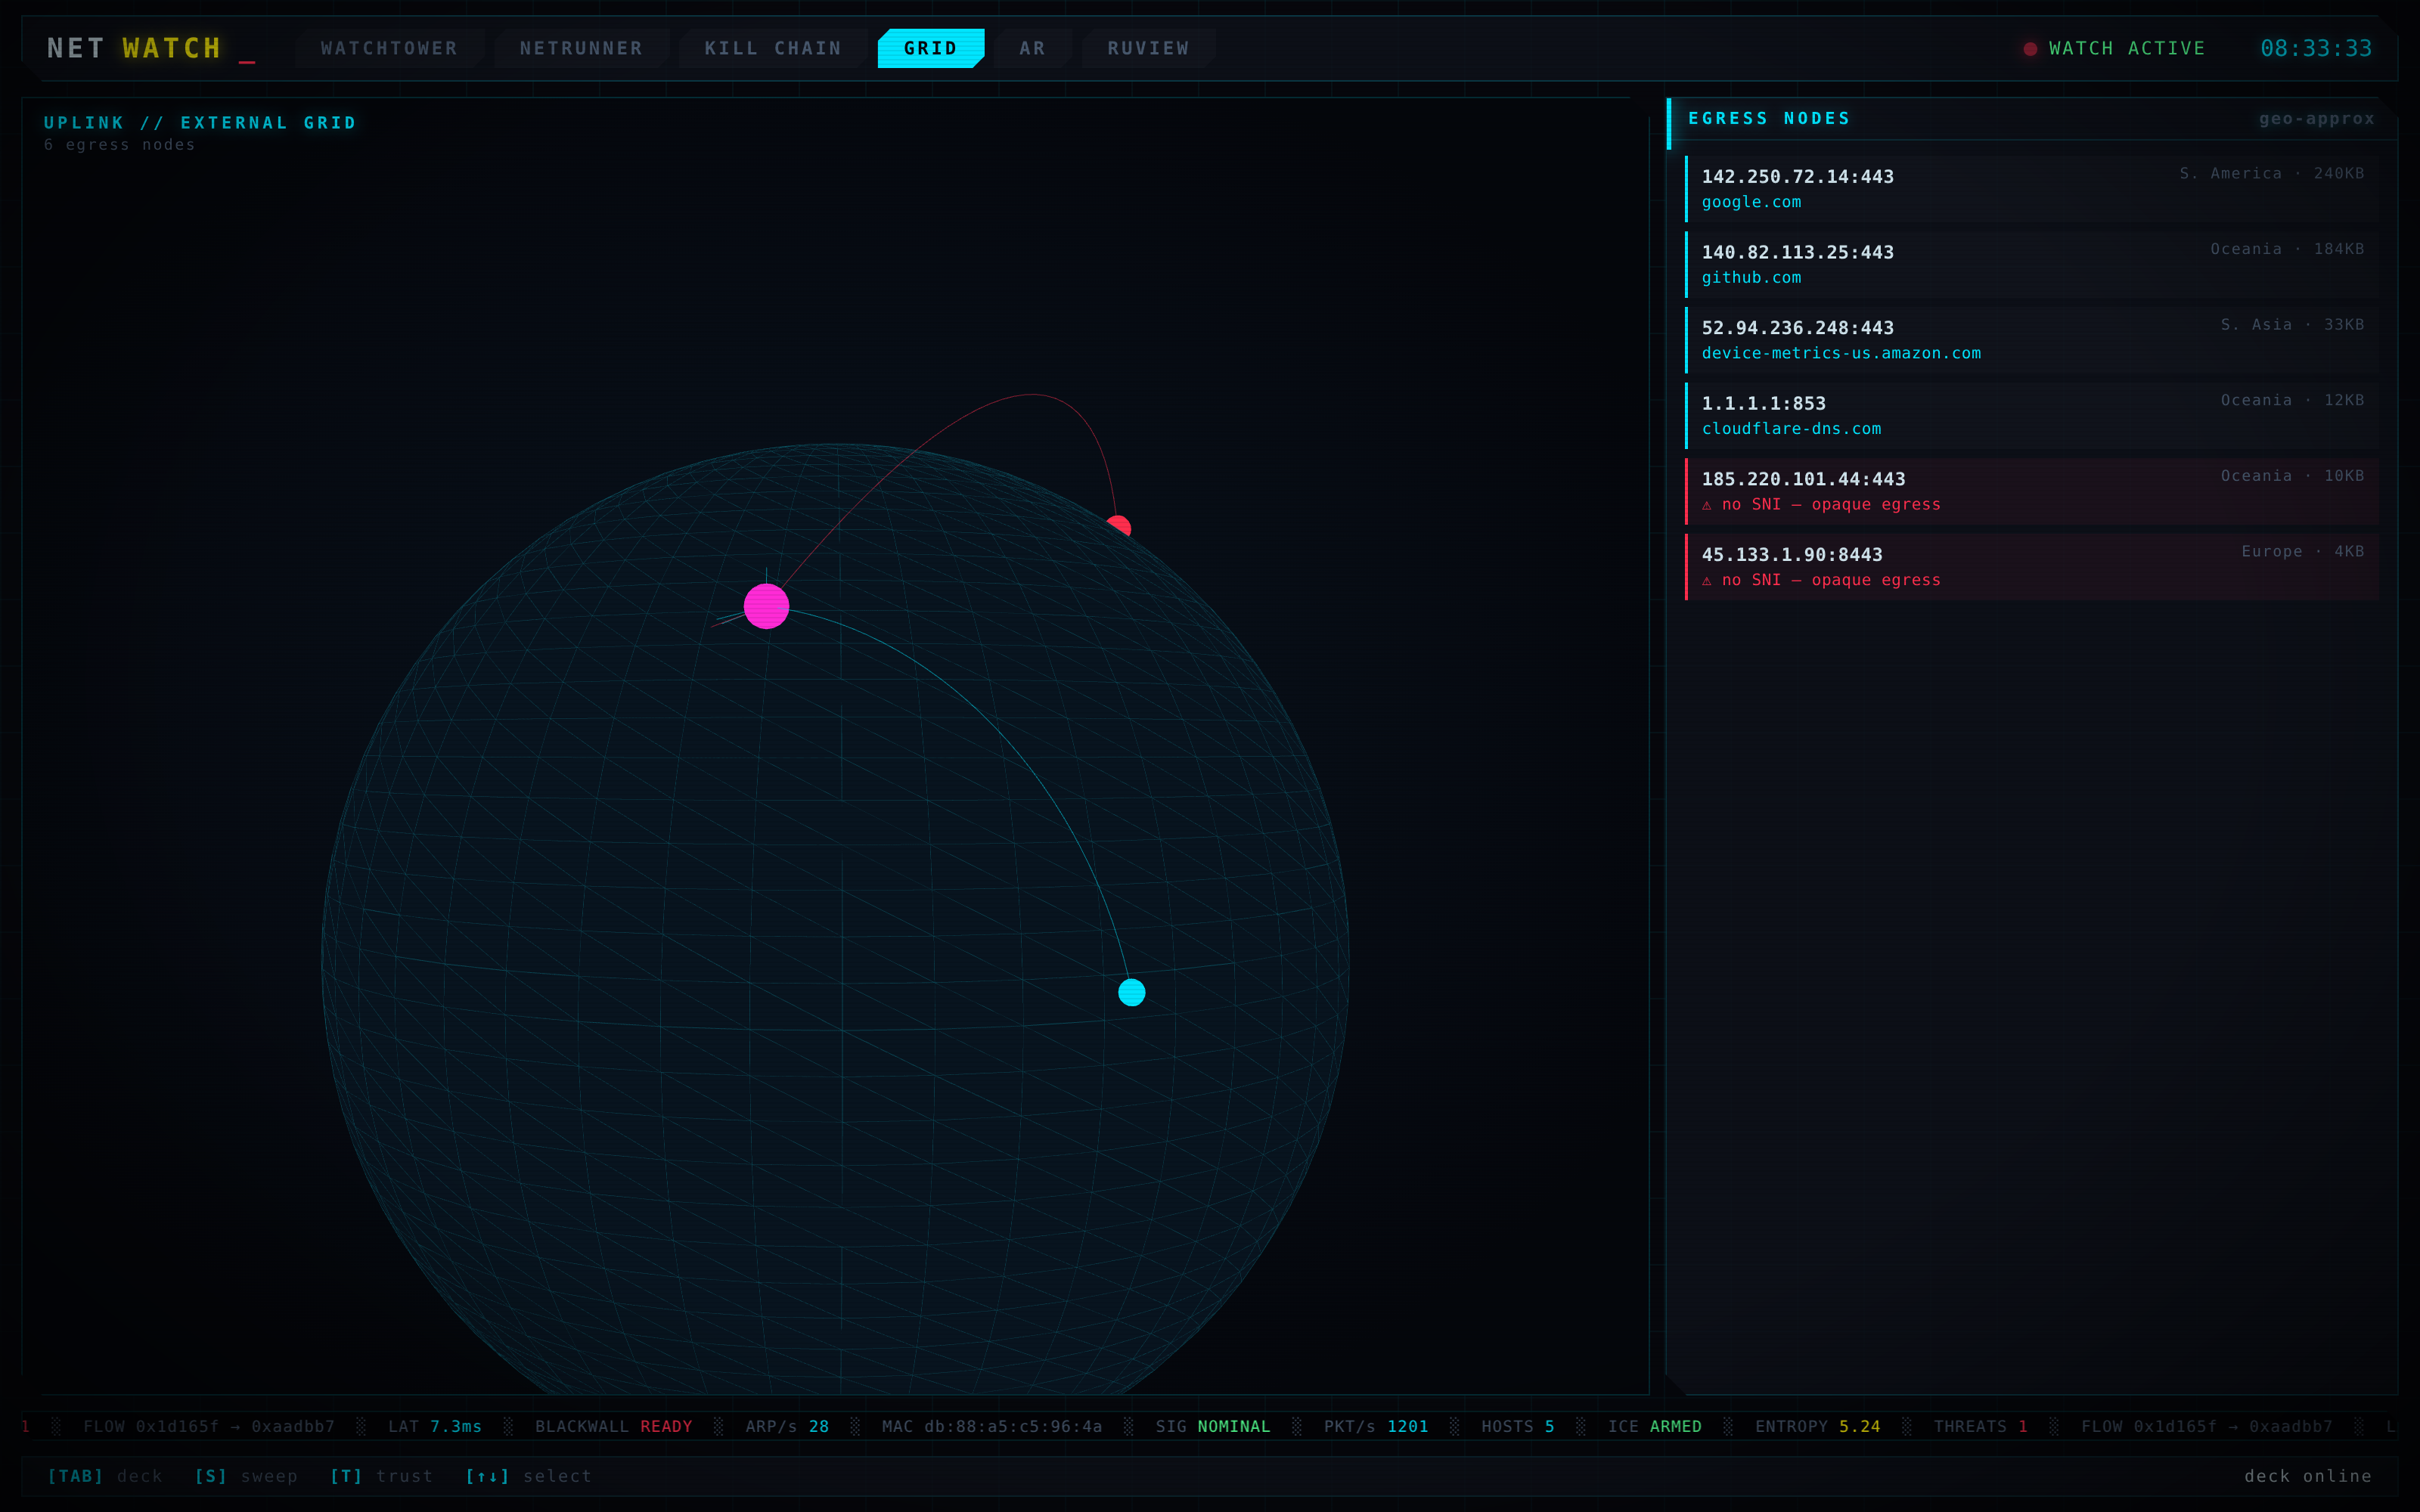 NET WATCH _
WATCHTOWER
NETRUNNER
KILL CHAIN
GRID
AR
RUVIEW
WATCH ACTIVE
08:33:33
UPLINK // EXTERNAL GRID
6 egress nodes
EGRESS NODES
geo-approx
142.250.72.14:443
S. America · 240KB
google.com
140.82.113.25:443
Oceania · 184KB
github.com
52.94.236.248:443
S. Asia · 33KB
device-metrics-us.amazon.com
1.1.1.1:853
Oceania · 12KB
cloudflare-dns.com
185.220.101.44:443
Oceania · 10KB
⚠ no SNI — opaque egress
45.133.1.90:8443
Europe · 4KB
⚠ no SNI — opaque egress
1 ░ FLOW 0x1d165f → 0xaadbb7 ░ LAT 7.3ms ░ BLACKWALL READY ░ ARP/s 28 ░ MAC db:88:a5:c5:96:4a ░ SIG NOMINAL ░ PKT/s 1201 ░ HOSTS 5 ░ ICE ARMED ░ ENTROPY 5.24 ░ THREATS 1 ░ FLOW 0x1d165f → 0xaadbb7 ░ L
[TAB] deck [S] sweep [T] trust [↑↓] select
deck online